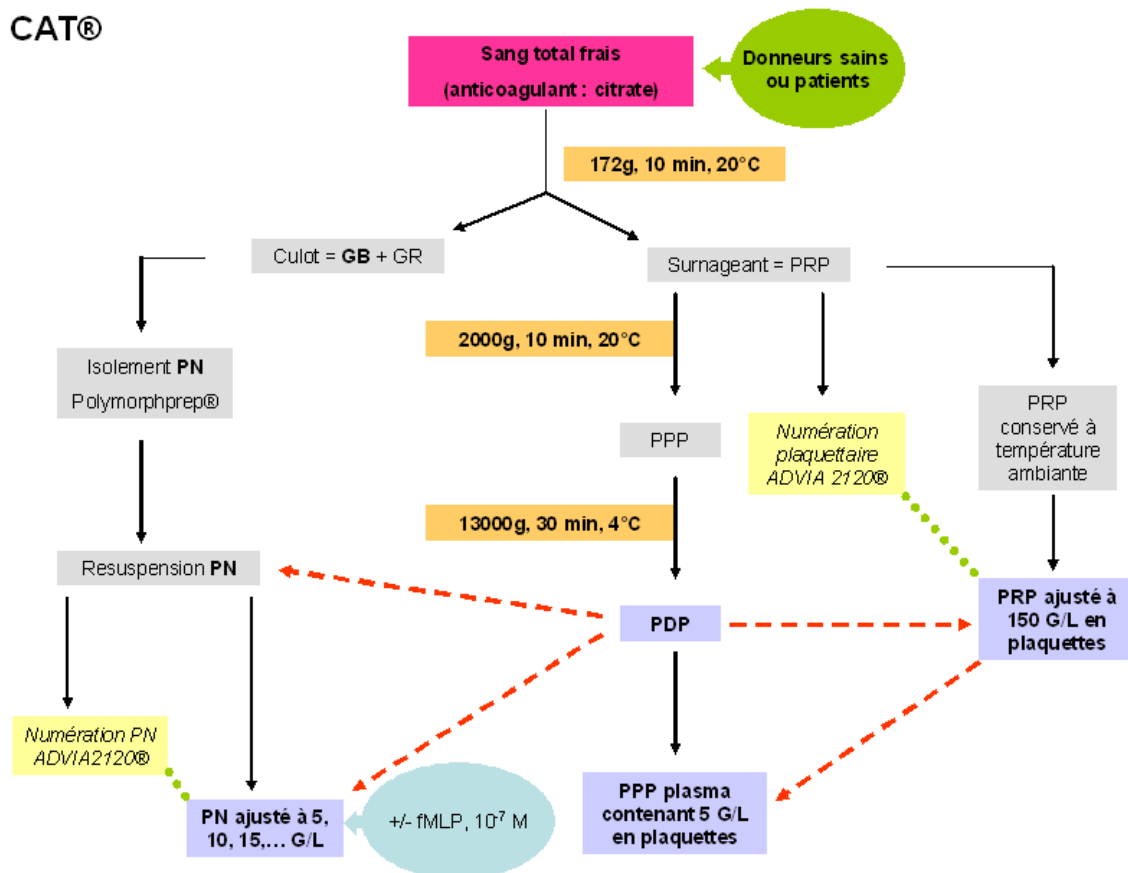 CAT®
Sang total frais
(anticoagulant : citrate)
Donneurs sains
ou patients
172g, 10 min, 20°C
Culot = GB + GR
Surnageant = PRP
2000g, 10 min, 20°C
Isolement PN
Polymorphprep®
PPP
Numération
plaquettaire
ADVIA 2120®
PRP
conservé à
température
ambiante
13000g, 30 min, 4°C
Resuspension PN
PDP
PRP ajusté à
150 G/L en
plaquettes
Numération PN
ADVIA2120®
PN ajusté à 5,
10, 15,... G/L
+/- fMLP, 10⁻⁷ M
PPP plasma
contenant 5 G/L
en plaquettes